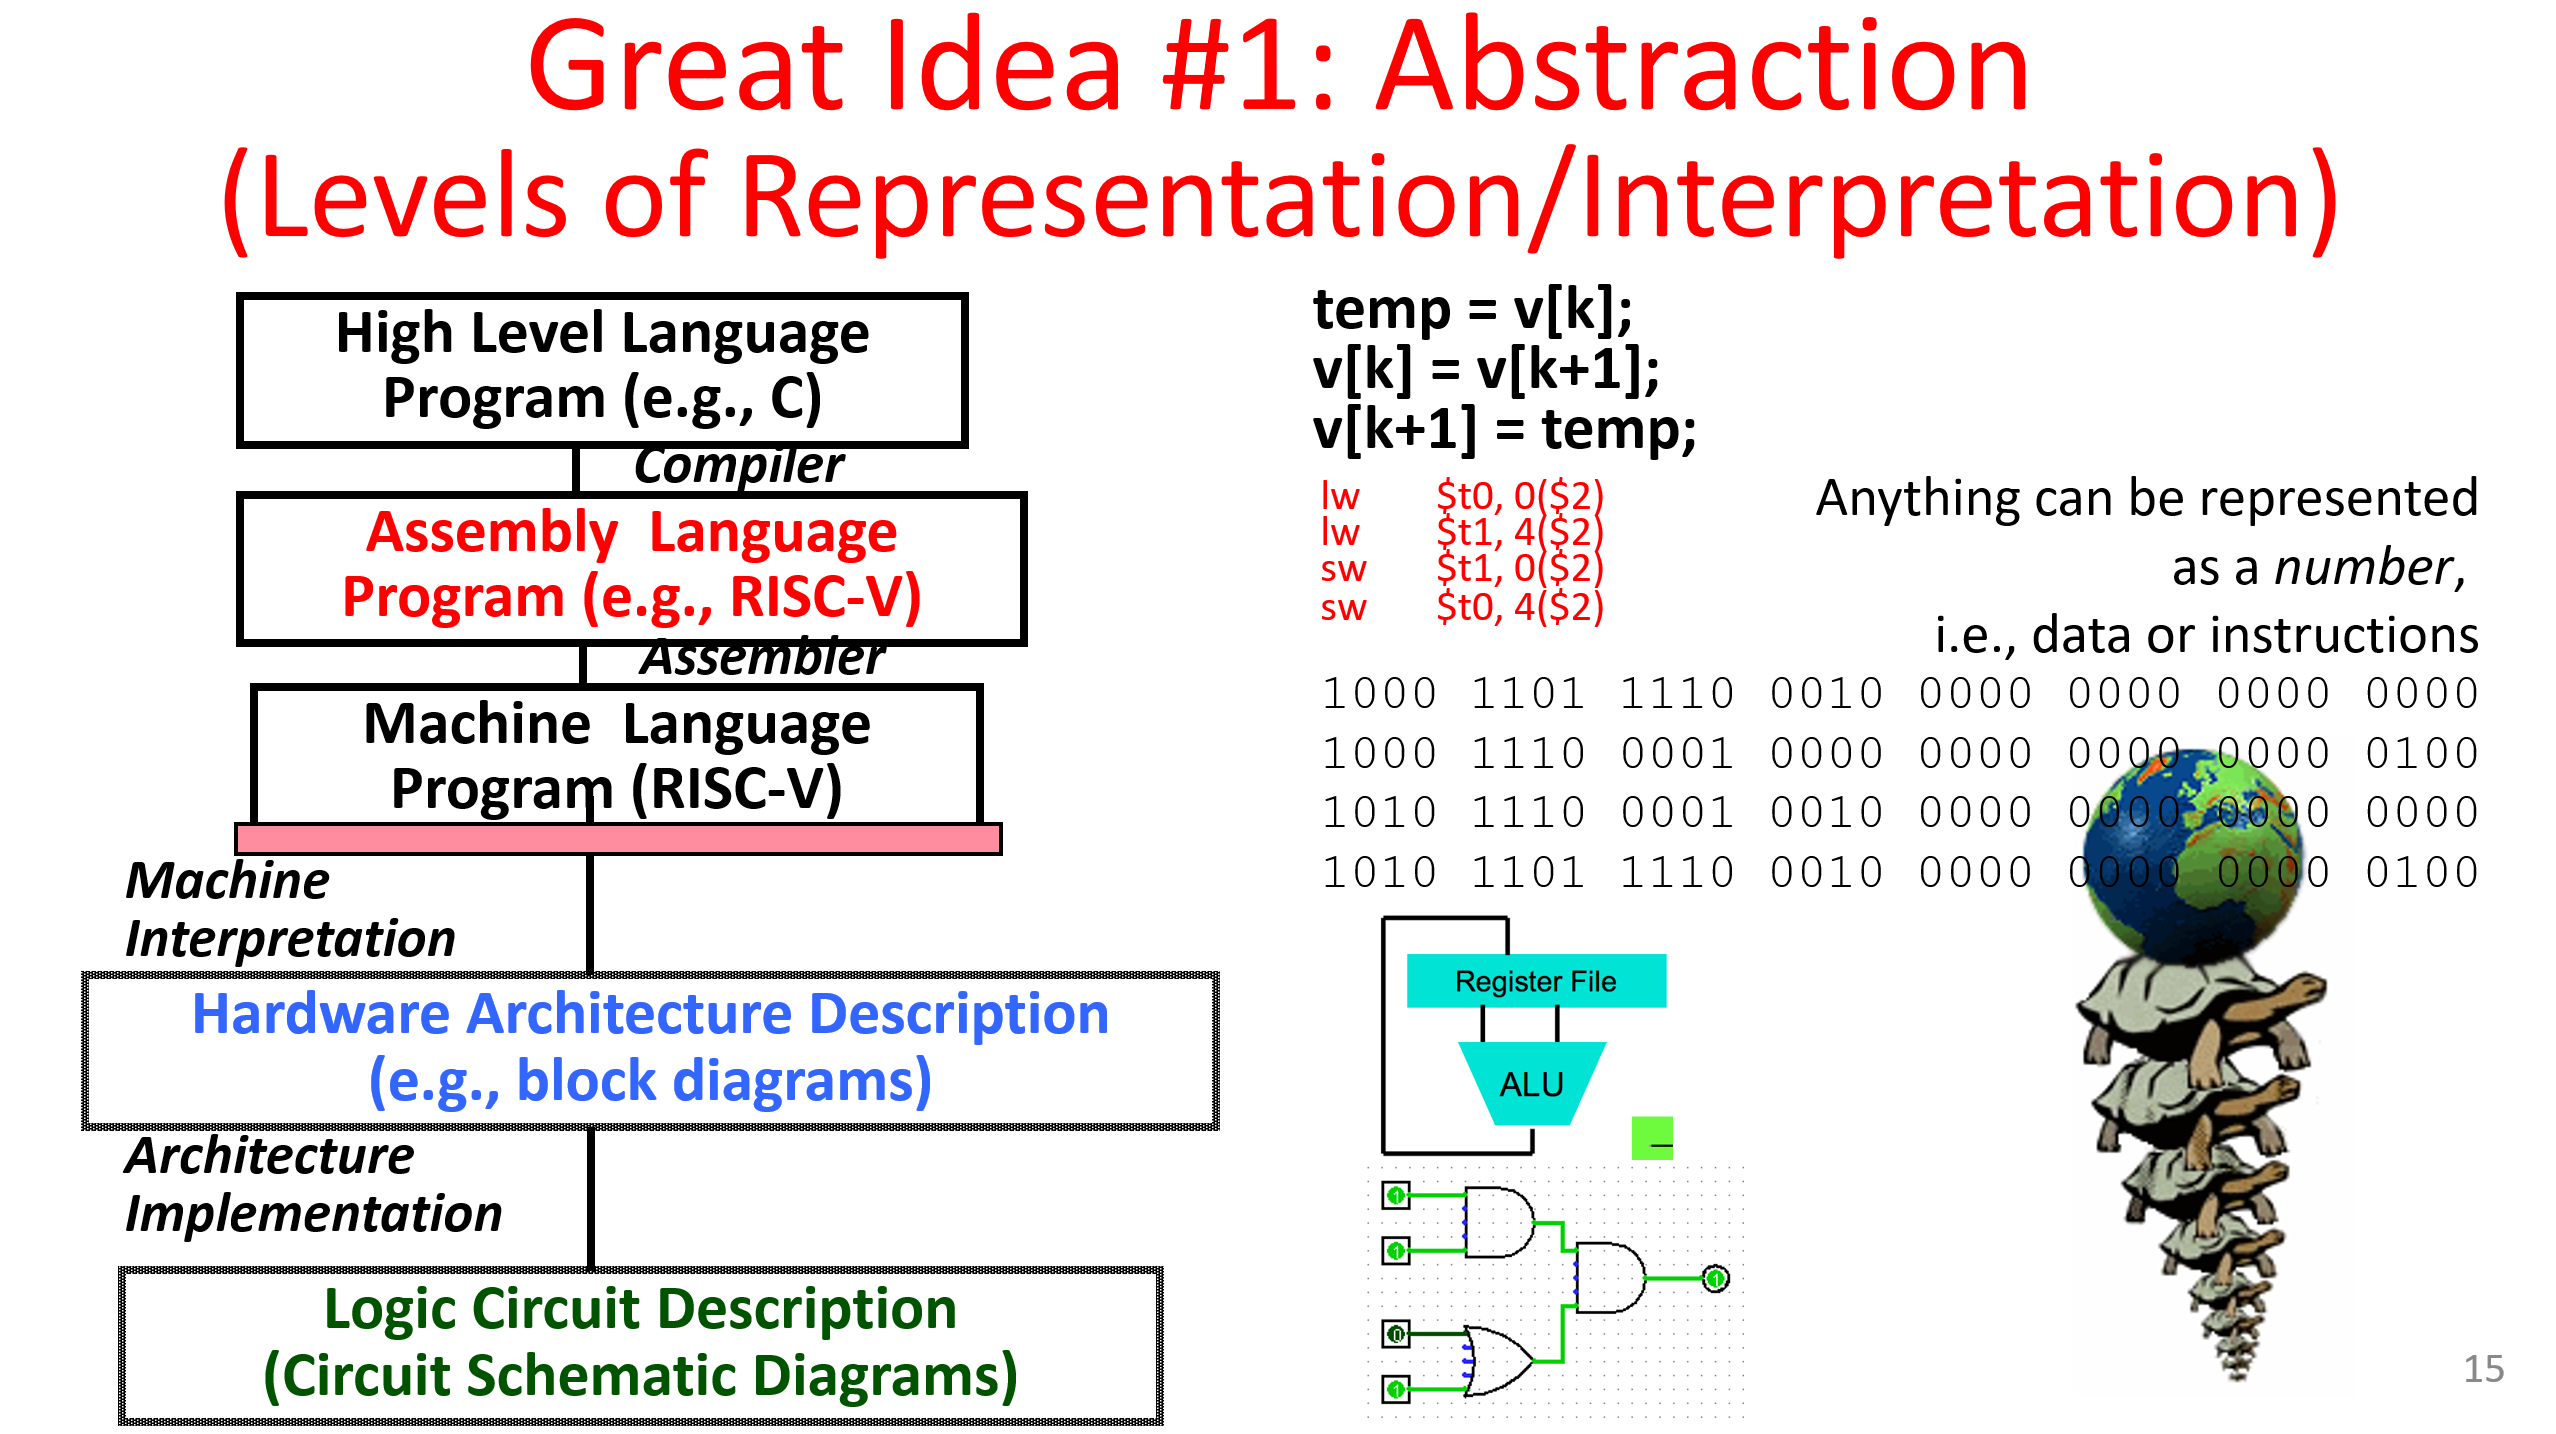 Great Idea #1: Abstraction
(Levels of Representation/Interpretation)
High Level Language
Program (e.g., C)
Compiler
Assembly  Language
Program (e.g., RISC-V)
Assembler
Machine  Language
Program (RISC-V)
Machine
Interpretation
Hardware Architecture Description
(e.g., block diagrams)
Architecture
Implementation
Logic Circuit Description
(Circuit Schematic Diagrams)
temp = v[k];
v[k] = v[k+1];
v[k+1] = temp;
lw $t0, 0($2)
lw $t1, 4($2)
sw $t1, 0($2)
sw $t0, 4($2)
Anything can be represented
as a number,
i.e., data or instructions
1000 1101 1110 0010 0000 0000 0000 0000
1000 1110 0001 0000 0000 0000 0000 0100
1010 1110 0001 0010 0000 0000 0000 0000
1010 1101 1110 0010 0000 0000 0000 0100
Register File
ALU
_
1
1
1
0
1
15